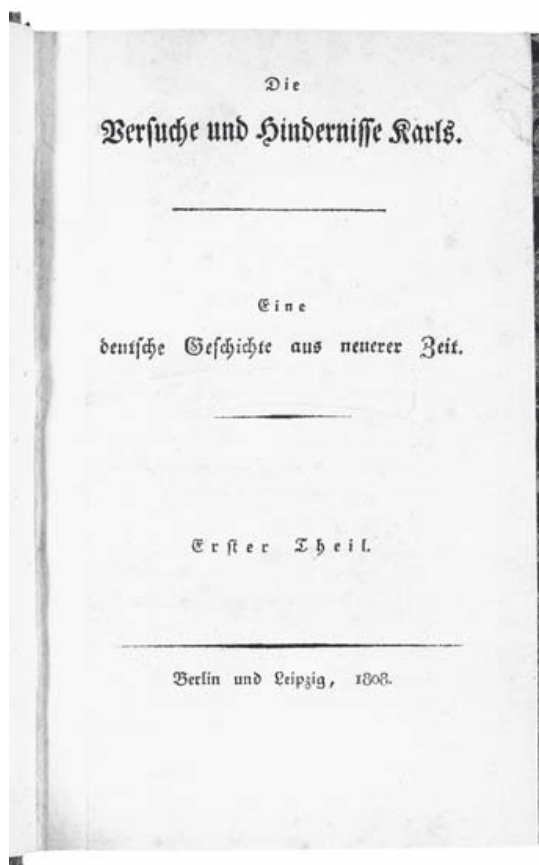 Die
Versuche und Hindernisse Karls.
Eine
deutsche Geschichte aus neuerer Zeit.
Erster Theil.
Berlin und Leipzig, 1808.